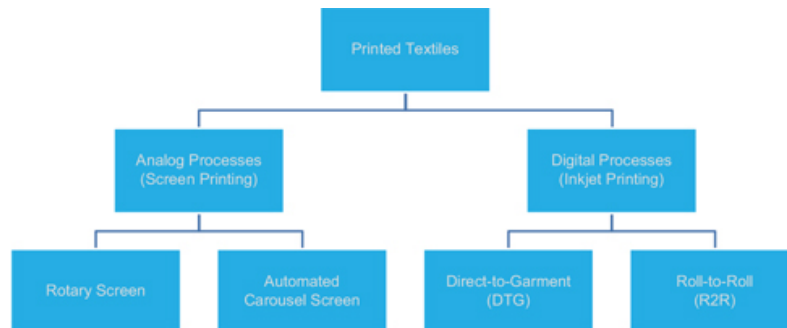 Printed Textiles
Analog Processes
(Screen Printing)
Digital Processes
(Inkjet Printing)
Rotary Screen
Automated
Carousel Screen
Direct-to-Garment
(DTG)
Roll-to-Roll
(R2R)